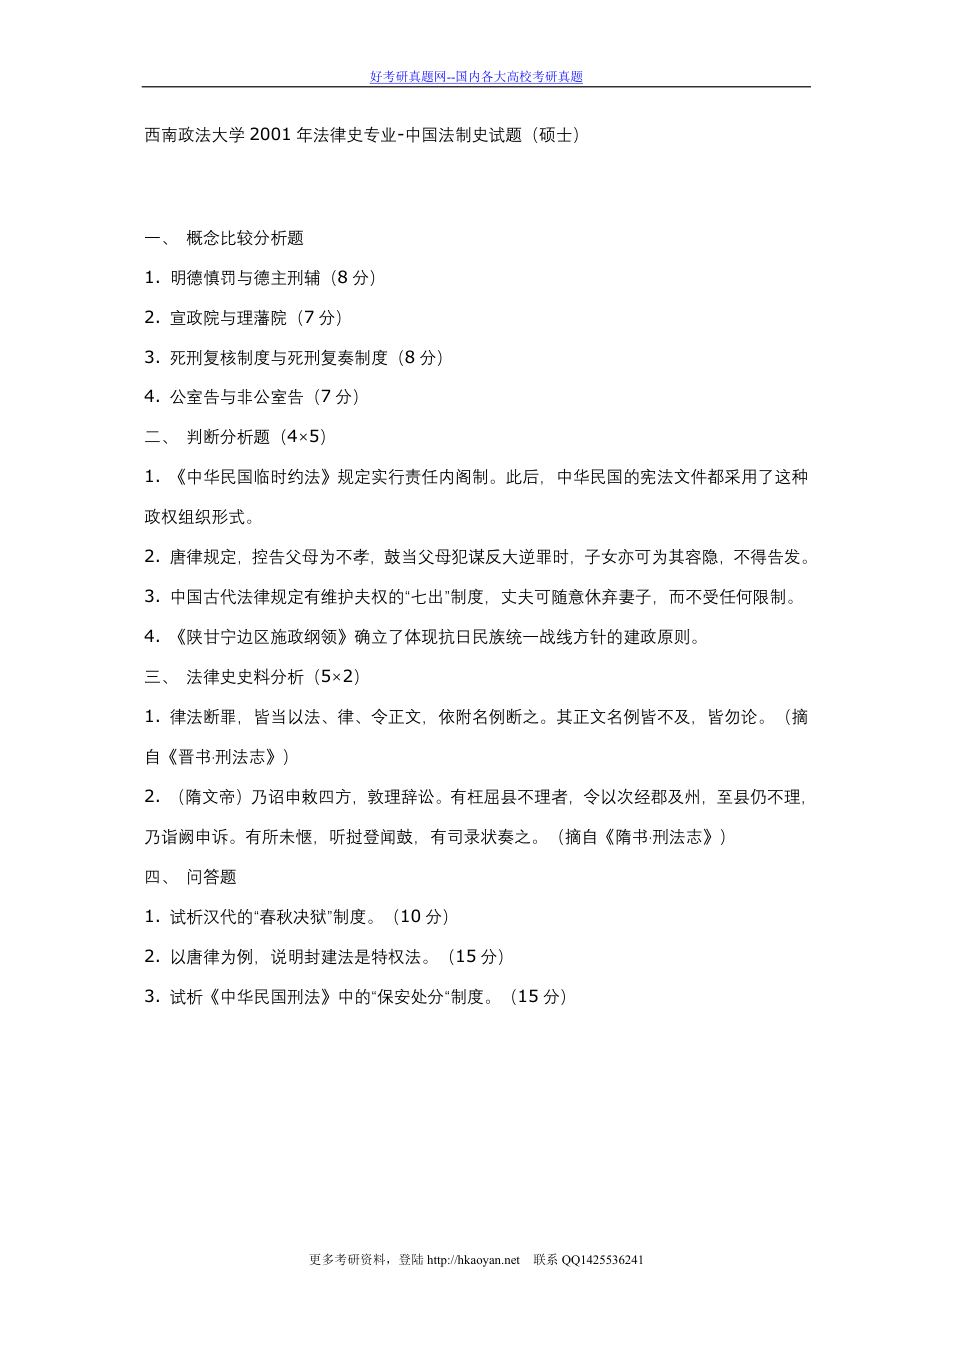 好考研真题网--国内各大高校考研真题
西南政法大学 2001 年法律史专业-中国法制史试题（硕士）
一、 概念比较分析题
1. 明德慎罚与德主刑辅（8 分）
2. 宣政院与理藩院（7 分）
3. 死刑复核制度与死刑复奏制度（8 分）
4. 公室告与非公室告（7 分）
二、 判断分析题（4×5）
1. 《中华民国临时约法》规定实行责任内阁制。此后，中华民国的宪法文件都采用了这种
政权组织形式。
2. 唐律规定，控告父母为不孝，鼓当父母犯谋反大逆罪时，子女亦可为其容隐，不得告发。
3. 中国古代法律规定有维护夫权的“七出”制度，丈夫可随意休弃妻子，而不受任何限制。
4. 《陕甘宁边区施政纲领》确立了体现抗日民族统一战线方针的建政原则。
三、 法律史史料分析（5×2）
1. 律法断罪，皆当以法、律、令正文，依附名例断之。其正文名例皆不及，皆勿论。（摘
自《晋书·刑法志》）
2. （隋文帝）乃诏申敕四方，敦理辞讼。有枉屈县不理者，令以次经郡及州，至县仍不理，
乃诣阙申诉。有所未惬，听挝登闻鼓，有司录状奏之。（摘自《隋书·刑法志》）
四、 问答题
1. 试析汉代的“春秋决狱”制度。（10 分）
2. 以唐律为例，说明封建法是特权法。（15 分）
3. 试析《中华民国刑法》中的“保安处分“制度。（15 分）
更多考研资料，登陆 http://hkaoyan.net 联系 QQ1425536241